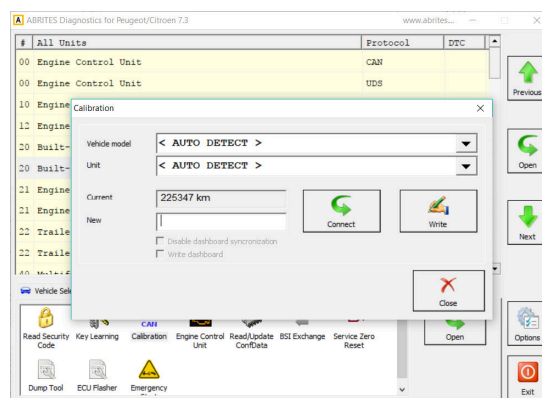 ABRITES Diagnostics for Peugeot/Citroen 7.3 www.abrites....
# All Units Protocol DTC
00 Engine Control Unit CAN
00 Engine Control Unit UDS
10 Engine
12 Engine
20 Built-
20 Built-
21 Engine
21 Engine
22 Traile
22 Traile
Calibration
Vehicle model < AUTO DETECT >
Unit < AUTO DETECT >
Current 225347 km
New
Connect
Write
Disable dashboard syncronization
Write dashboard
Close
Previous
Open
Next
Vehicle Sel
CAN
Read Security Code
Key Learning
Calibration
Engine Control Unit
Read/Update ConfData
BSI Exchange
Service Zero Reset
Open
Options
Dump Tool
ECU Flasher
Emergency
Exit